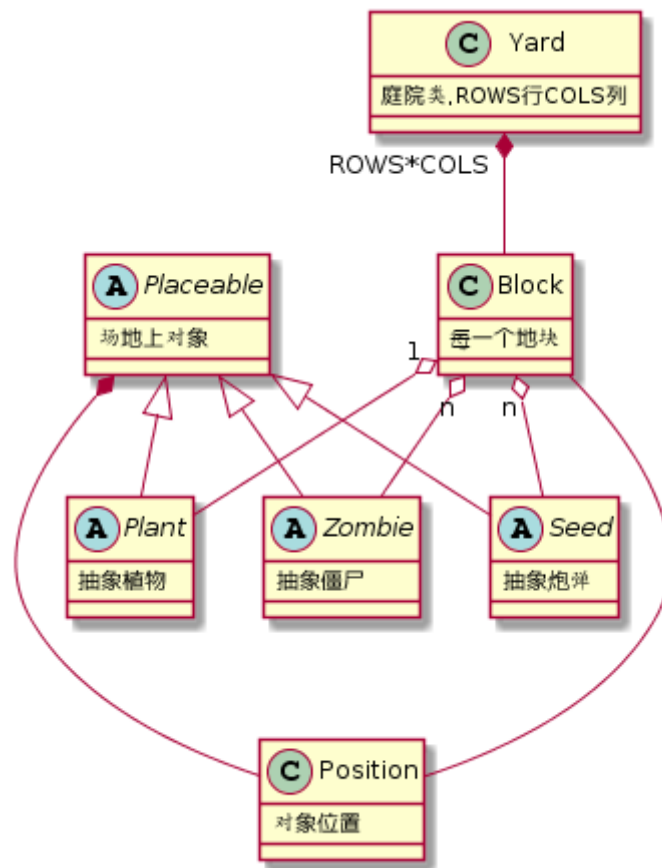 C Yard
庭院类,ROWS行COLS列
ROWS*COLS
A Placeable
场地上对象
C Block
每一个地块
1
n
n
A Plant
抽象植物
A Zombie
抽象僵尸
A Seed
抽象炮弹
C Position
对象位置